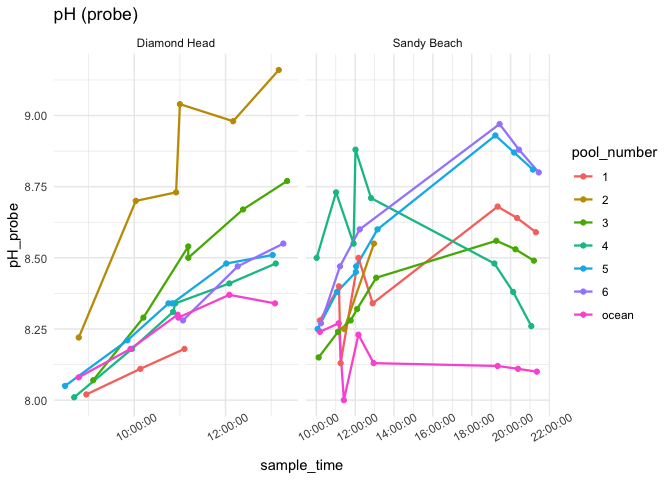 pH (probe)
Diamond Head
Sandy Beach
pH_probe
9.00
8.75
8.50
8.25
8.00
10:00:00
12:00:00
10:00:00
12:00:00
14:00:00
16:00:00
18:00:00
20:00:00
22:00:00
sample_time
pool_number
1
2
3
4
5
6
ocean